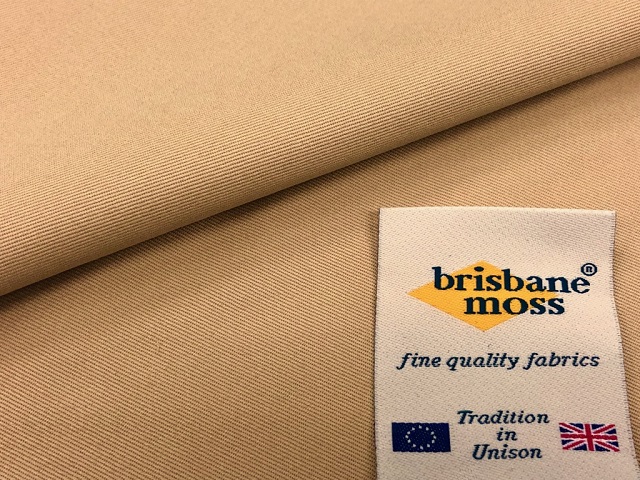 brisbane ®
moss
fine quality fabrics
Tradition
in
Unison